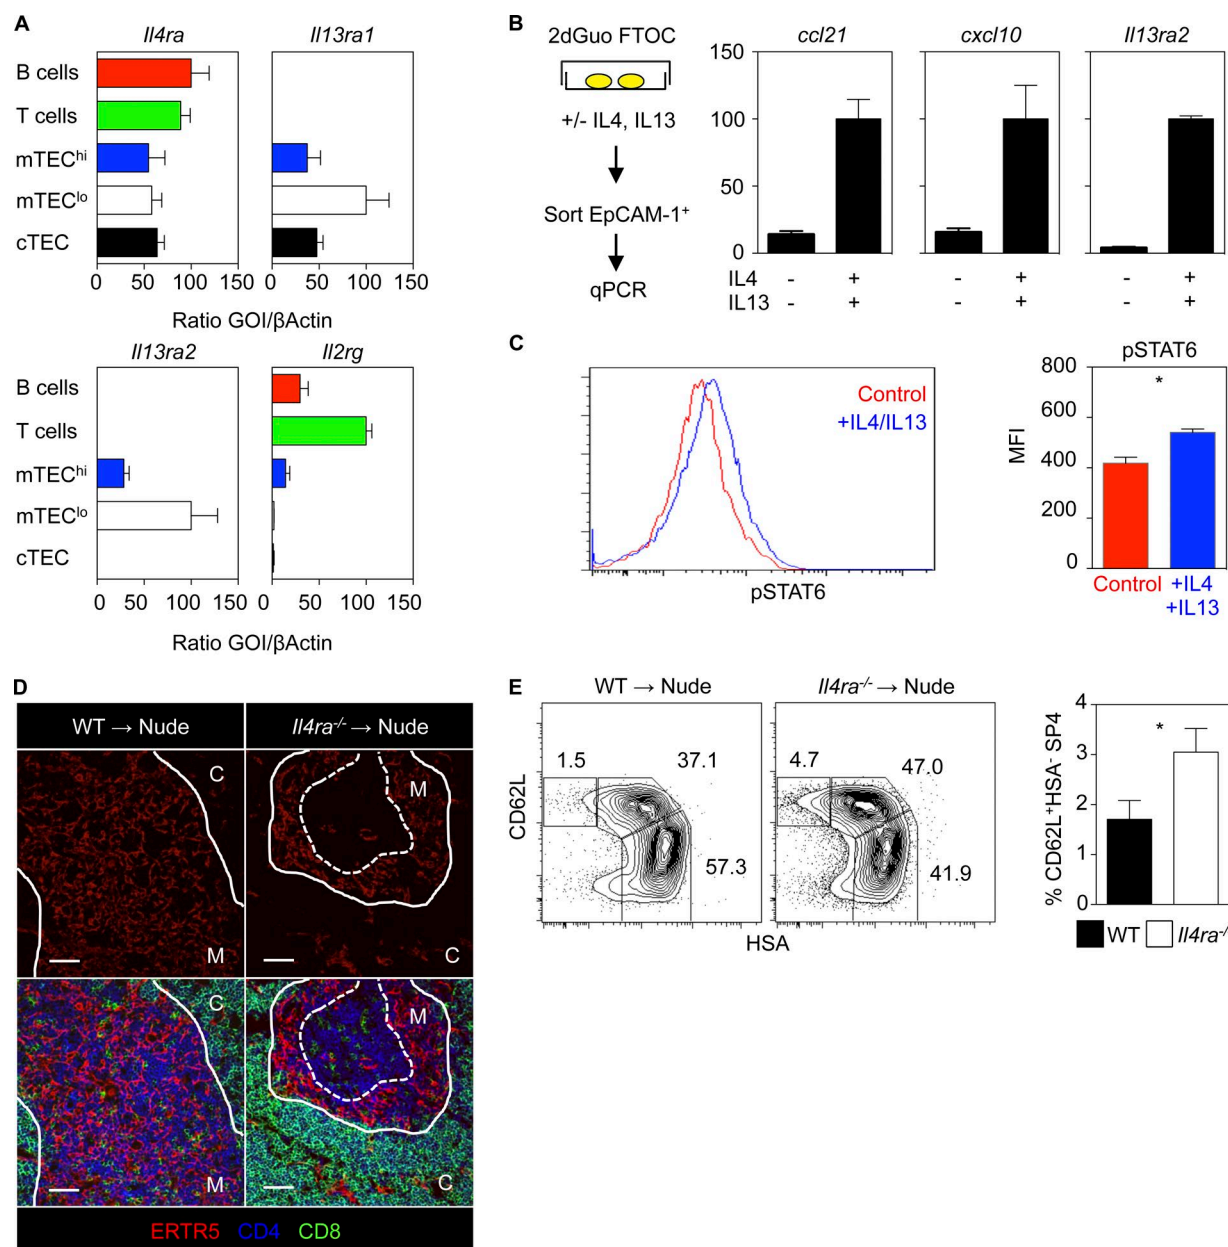 A
Il4ra
Il13ra1
B cells
T cells
mTEChi
mTEClo
cTEC
0 50 100 150
0 50 100 150
Ratio GOI/βActin
Il13ra2
Il2rg
B cells
T cells
mTEChi
mTEClo
cTEC
0 50 100 150
0 50 100 150
Ratio GOI/βActin
B
2dGuo FTOC
+/- IL4, IL13
Sort EpCAM-1+
qPCR
ccl21
cxcl10
Il13ra2
150
100
50
0
IL4 - + - + - +
IL13 - + - + - +
C
Control
+IL4/IL13
pSTAT6
pSTAT6
800
600
400
200
0
MFI
*
Control
+IL4
+IL13
D
WT → Nude
Il4ra-/- → Nude
C
M
M
C
C
M
M
C
ERTR5 CD4 CD8
E
WT → Nude
Il4ra-/- → Nude
1.5
37.1
57.3
4.7
47.0
41.9
CD62L
HSA
% CD62L+HSA- SP4
4
3
2
1
0
*
WT Il4ra-/